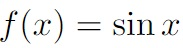 f(x) = sin x